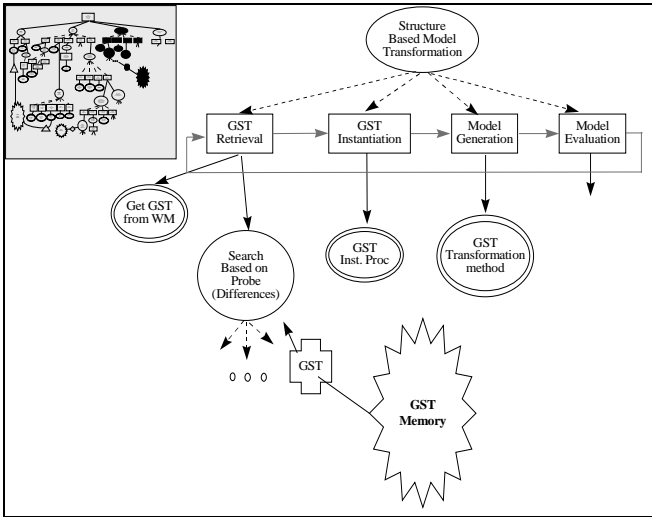 Structure
Based Model
Transformation
GST
Retrieval
GST
Instantiation
Model
Generation
Model
Evaluation
Get GST
from WM
Search
Based on
Probe
(Differences)
GST
Inst. Proc
GST
Transformation
method
GST
GST
Memory